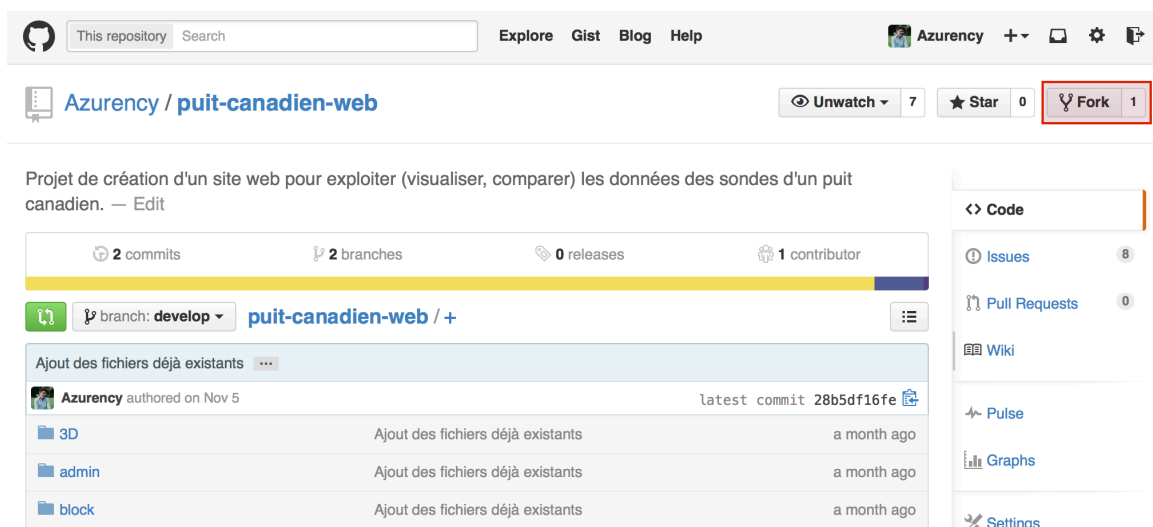 This repository Search Explore Gist Blog Help Azurency
Azurency / puit-canadien-web Unwatch 7 Star 0 Fork 1
Projet de création d'un site web pour exploiter (visualiser, comparer) les données des sondes d'un puit
canadien. — Edit
<> Code
2 commits 2 branches 0 releases 1 contributor
Issues 8
Pull Requests 0
branch: develop puit-canadien-web / +
Wiki
Ajout des fichiers déjà existants ...
Azurency authored on Nov 5 latest commit 28b5df16fe
Pulse
3D Ajout des fichiers déjà existants a month ago
Graphs
admin Ajout des fichiers déjà existants a month ago
block Ajout des fichiers déjà existants a month ago
Settings